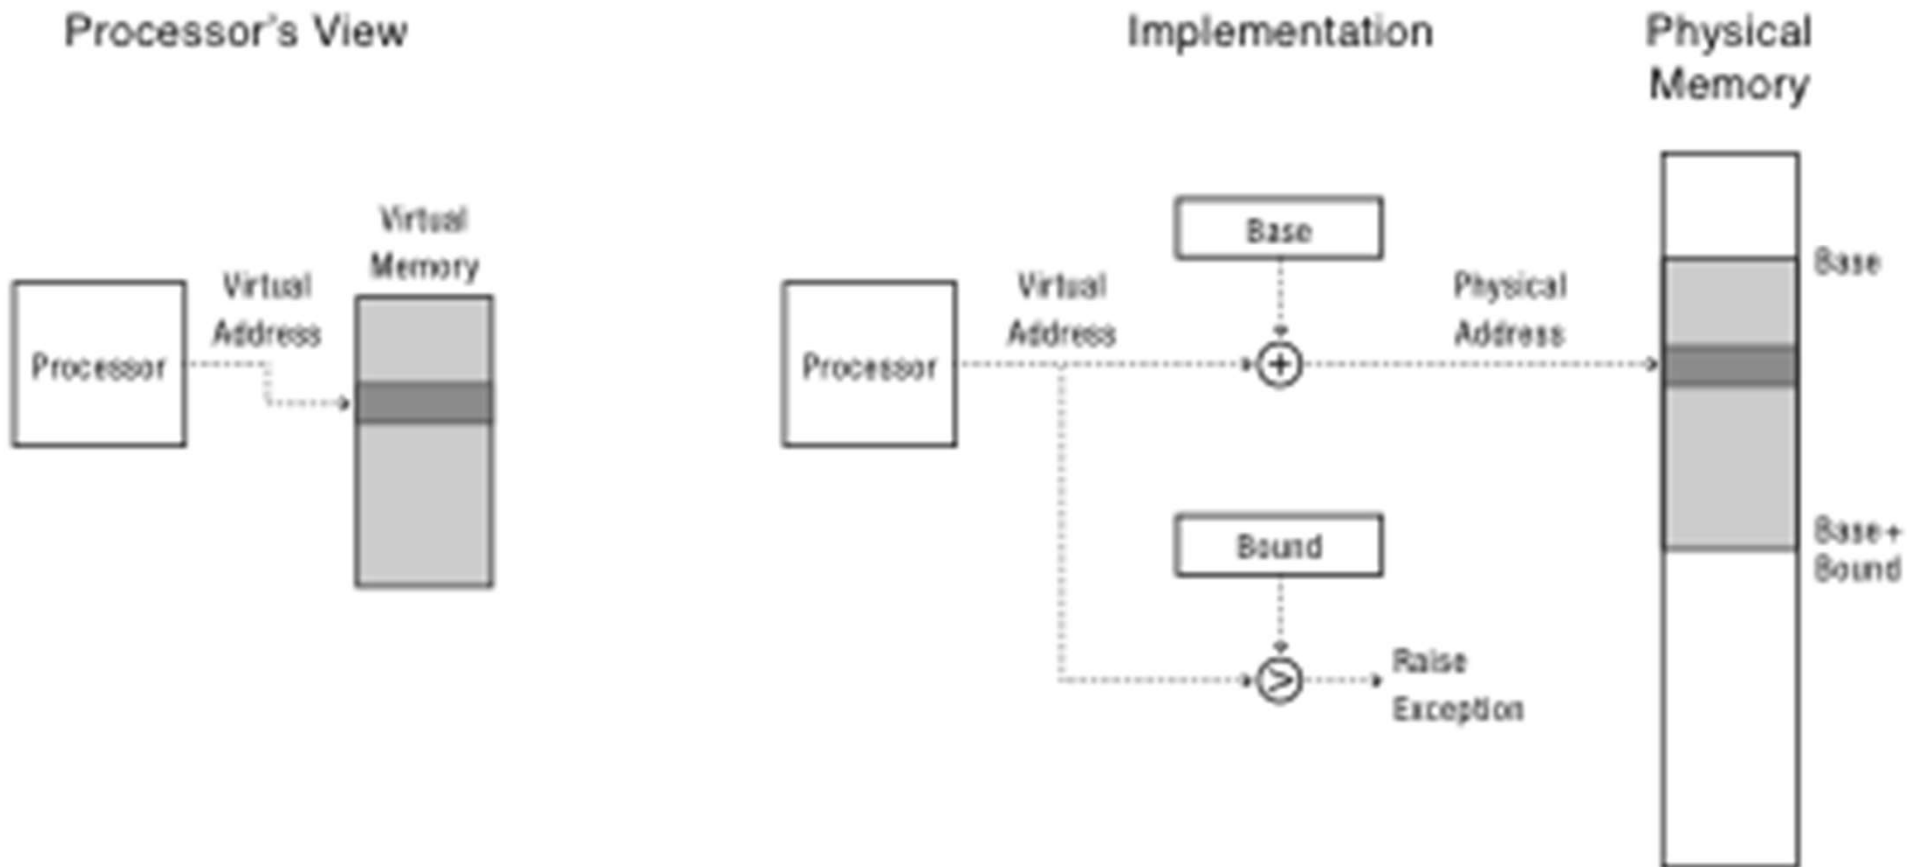 Processor's View
Implementation
Physical
Memory
Virtual
Memory
Virtual
Address
Processor
Base
Virtual
Address
Processor
+
Physical
Address
Base
Bound
Base+
Bound
>
Raise
Exception